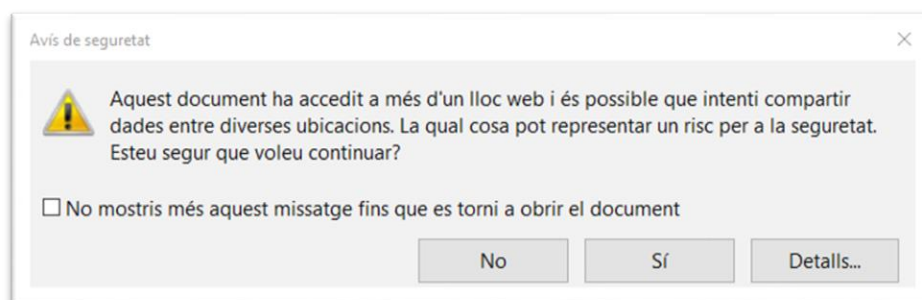 Avís de seguretat
Aquest document ha accedit a més d'un lloc web i és possible que intenti compartir
dades entre diverses ubicacions. La qual cosa pot representar un risc per a la seguretat.
Esteu segur que voleu continuar?
No mostris més aquest missatge fins que es torni a obrir el document
No Sí Detalls...